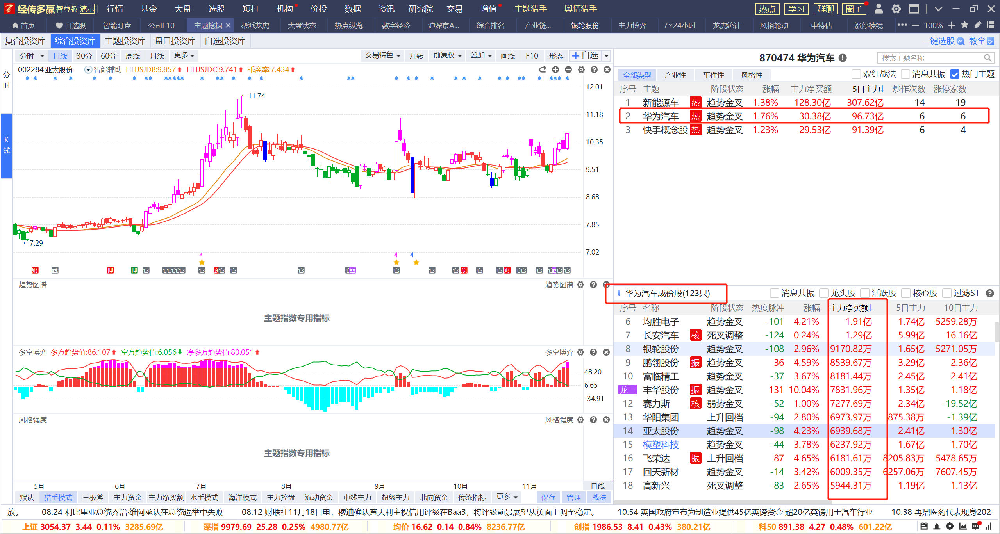 经传多赢 智尊版 演示 行情 基金 大盘 选股 短打 机构 价投 数据 资讯 研究院 交易 增值 主题猎手 舆情猎手 热点 学习 群聊 圈子
首页 自选股 智能盯盘 公司F10 主题挖掘 帮派龙虎 大盘状态 热点纵览 数字经济 沪深京A... 综合排名 产业链... 银轮股份 主力博弈 7×24小时 龙虎统计 风格轮动 中特估 涨停棱镜 100%
复合投资库 综合投资库 主题投资库 盘口投资库 自选投资库 一键选股 教学
分时 日线 30分 60分 周线 月线 更多 交易特色 九转 前复权 叠加 画线 F10 形态 自选
分时
K线
002284 亚太股份 智能辅助 HHJSJDB:9.857 HHJSJDC:9.741 乖离率:7.434
12.01
11.74
11.18
10.35
9.51
8.68
7.85
7.29
7.02
财 叠 押 押 它 它它它它它 它 预它 它 它 它叠 它 它 它 预 它 它 财 它它 它 它 它 它
趋势图谱 趋势图谱
主题指数专用指标
多空博弈 多方趋势值:86.107 空方趋势值:6.056 净多方趋势值:80.051 多空博弈
48.20
6.65
-34.91
风格强度 风格强度
主题指数专用指标
5月 6月 7月 8月 9月 10月 11月 日线
默认 猎手模式 三板斧 主力资金 主力净买额 水手模式 海洋模式 主力控盘 流动资金 中线主力 超级主力 北向资金 传统指标 更多 保存 管理 战法
870474 华为汽车 搜索主题名称
全部类型 产业性 事件性 风格性 双红战法 消息共振 热门主题
序号 主题 阶段状态 涨幅 主力净买额 5日主力↓ 炒作次数 涨停家数
1 新能源车 热 趋势金叉 1.38% 128.30亿 307.62亿 14 19
2 华为汽车 热 趋势金叉 1.76% 30.38亿 96.73亿 6 6
3 快手概念股 热 趋势金叉 1.23% 29.53亿 91.39亿 6 4
华为汽车成份股(123只) 消息共振 龙头股 活跃股 核心股 过滤ST
序号 名称 阶段状态 热度脉冲 涨幅 主力净买额↓ 5日主力 10日主力
6 均胜电子 趋势金叉 -101 4.21% 1.91亿 1.74亿 5259.28万
7 长安汽车 核 死叉调整 -124 0.24% 1.29亿 5.99亿 16.16亿
8 银轮股份 趋势金叉 -108 2.96% 9170.82万 1.65亿 5271.05万
9 鹏翎股份 振 趋势金叉 36 4.59% 8539.67万 3.29亿 2.36亿
10 富临精工 趋势金叉 -37 3.67% 8181.44万 2.45亿 2.41亿
龙三 丰华股份 振 趋势金叉 131 10.04% 7831.96万 1.35亿 1.18亿
12 赛力斯 核 弱势金叉 -52 1.00% 7277.69万 2.34亿 -19.52亿
13 华阳集团 上升回档 -94 2.80% 6973.97万 875.38万 -1.39亿
14 亚太股份 趋势金叉 -98 4.23% 6939.68万 2.41亿 1.30亿
15 模塑科技 趋势金叉 -44 3.78% 6237.92万 1.67亿 1.70亿
16 飞荣达 振 上升回档 87 4.65% 6181.61万 8205.83万 5478.65万
17 回天新材 趋势金叉 -14 3.42% 6009.35万 6257.06万 7607.45万
18 高新兴 死叉调整 -83 2.65% 5944.31万 1.19亿 1.13亿
放。 08:24 利比里亚总统乔治·维阿承认在总统选举中失败 08:12 财联社11月18日电，穆迪确认意大利主权信用评级在Baa3，将评级前景展望从负面上调至稳定。 10:54 英国政府宣布为制造业提供45亿英镑资金 超20亿英镑用于汽车行业 10:38 再鼎医药代表现身202
上证 3054.37 3.44 0.11% 3285.69亿 深指 9979.69 25.28 0.25% 4980.77亿 均价 16.62 0.14 0.84% 8236.77亿 创指 1986.53 8.41 0.43% 380.21亿 科50 891.38 4.27 0.48% 601.22亿